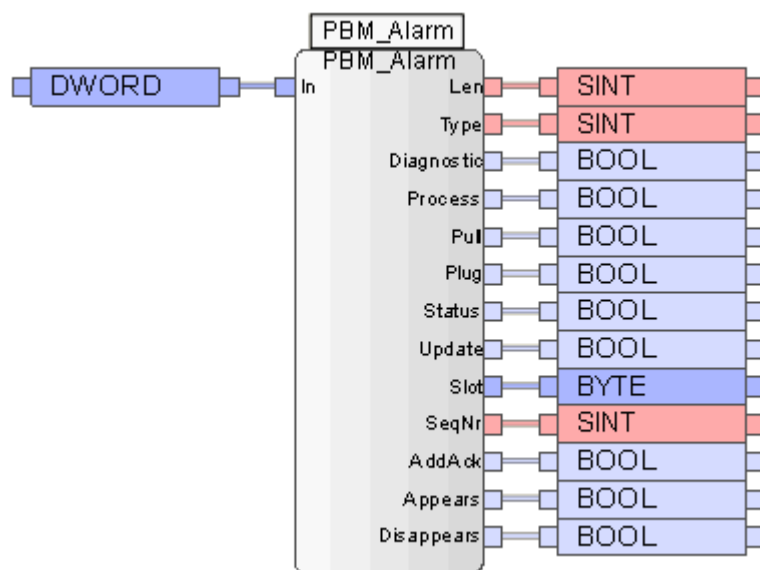 PBM_Alarm
PBM_Alarm
DWORD In Len SINT
Type SINT
Diagnostic BOOL
Process BOOL
Pull BOOL
Plug BOOL
Status BOOL
Update BOOL
Slot BYTE
SeqNr SINT
AddAck BOOL
Appears BOOL
Disappears BOOL